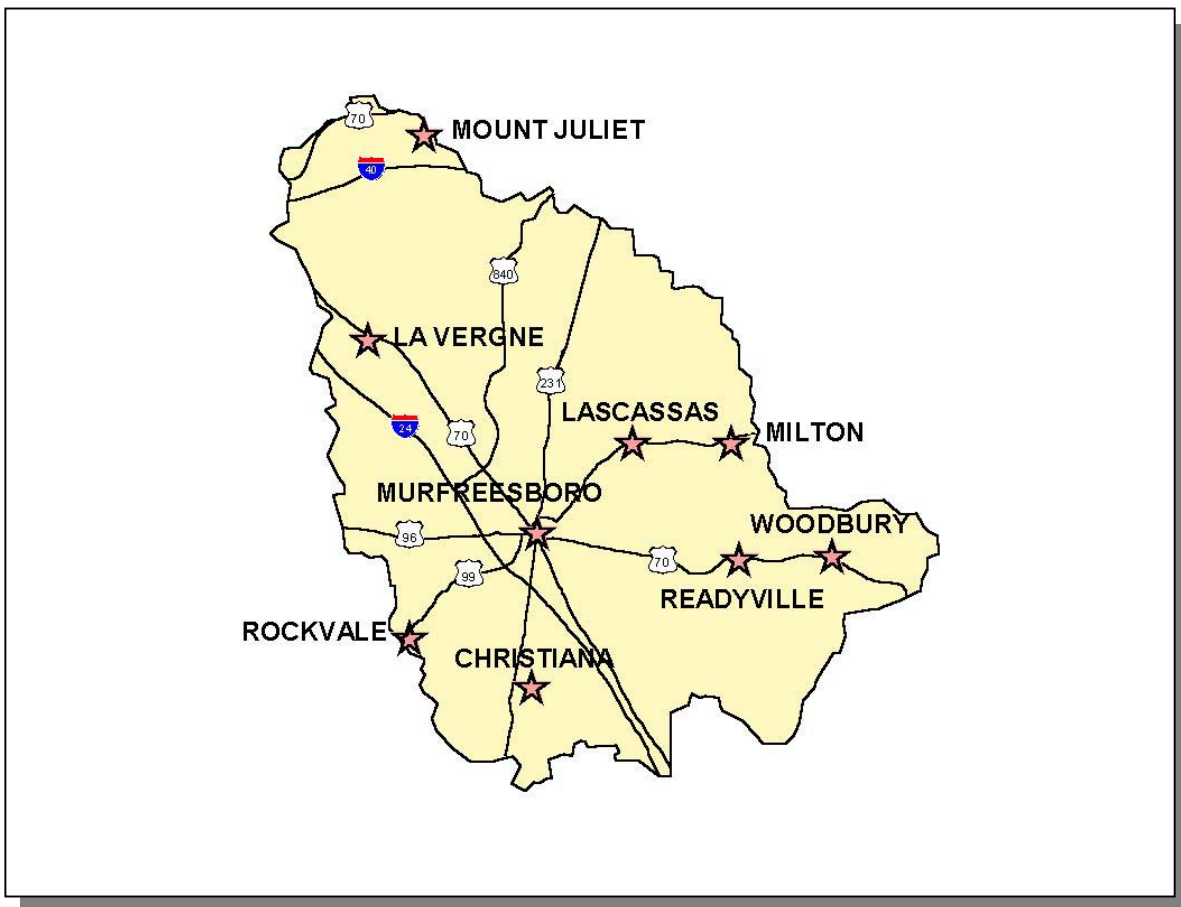 70
MOUNT JULIET
40
840
LA VERGNE
231
LASCASSAS
24
70
MILTON
MURFREESBORO
WOODBURY
96
70
99
READYVILLE
ROCKVALE
CHRISTIANA